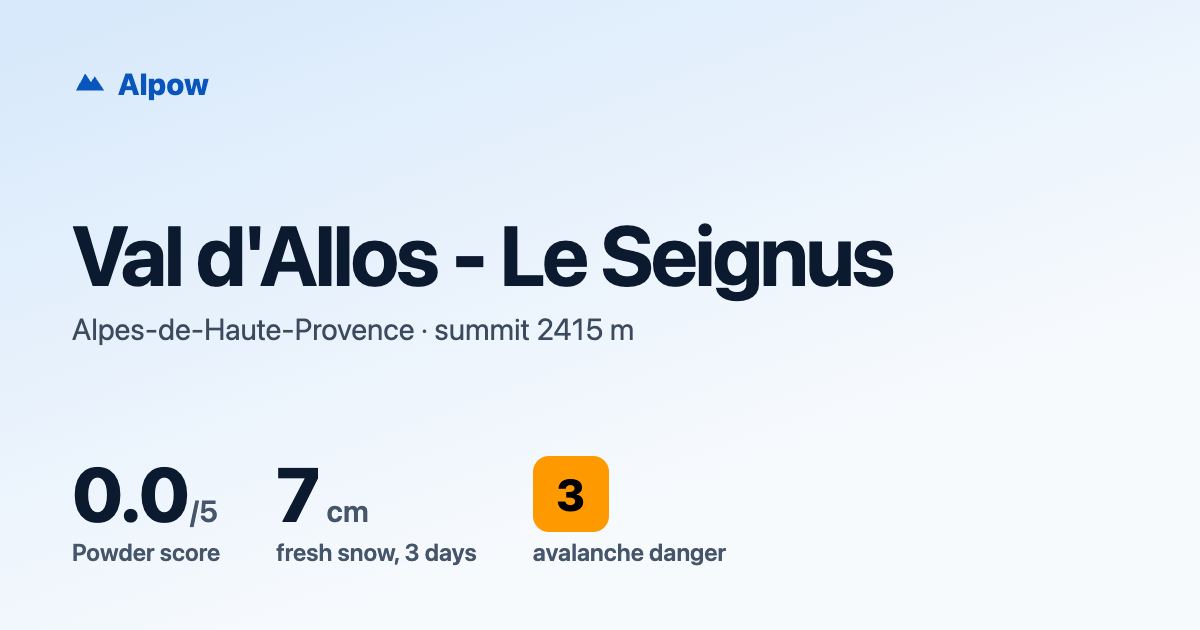 Alpow
Val d'Allos - Le Seignus
Alpes-de-Haute-Provence · summit 2415 m
0.0/5 7 cm 3
Powder score fresh snow, 3 days avalanche danger